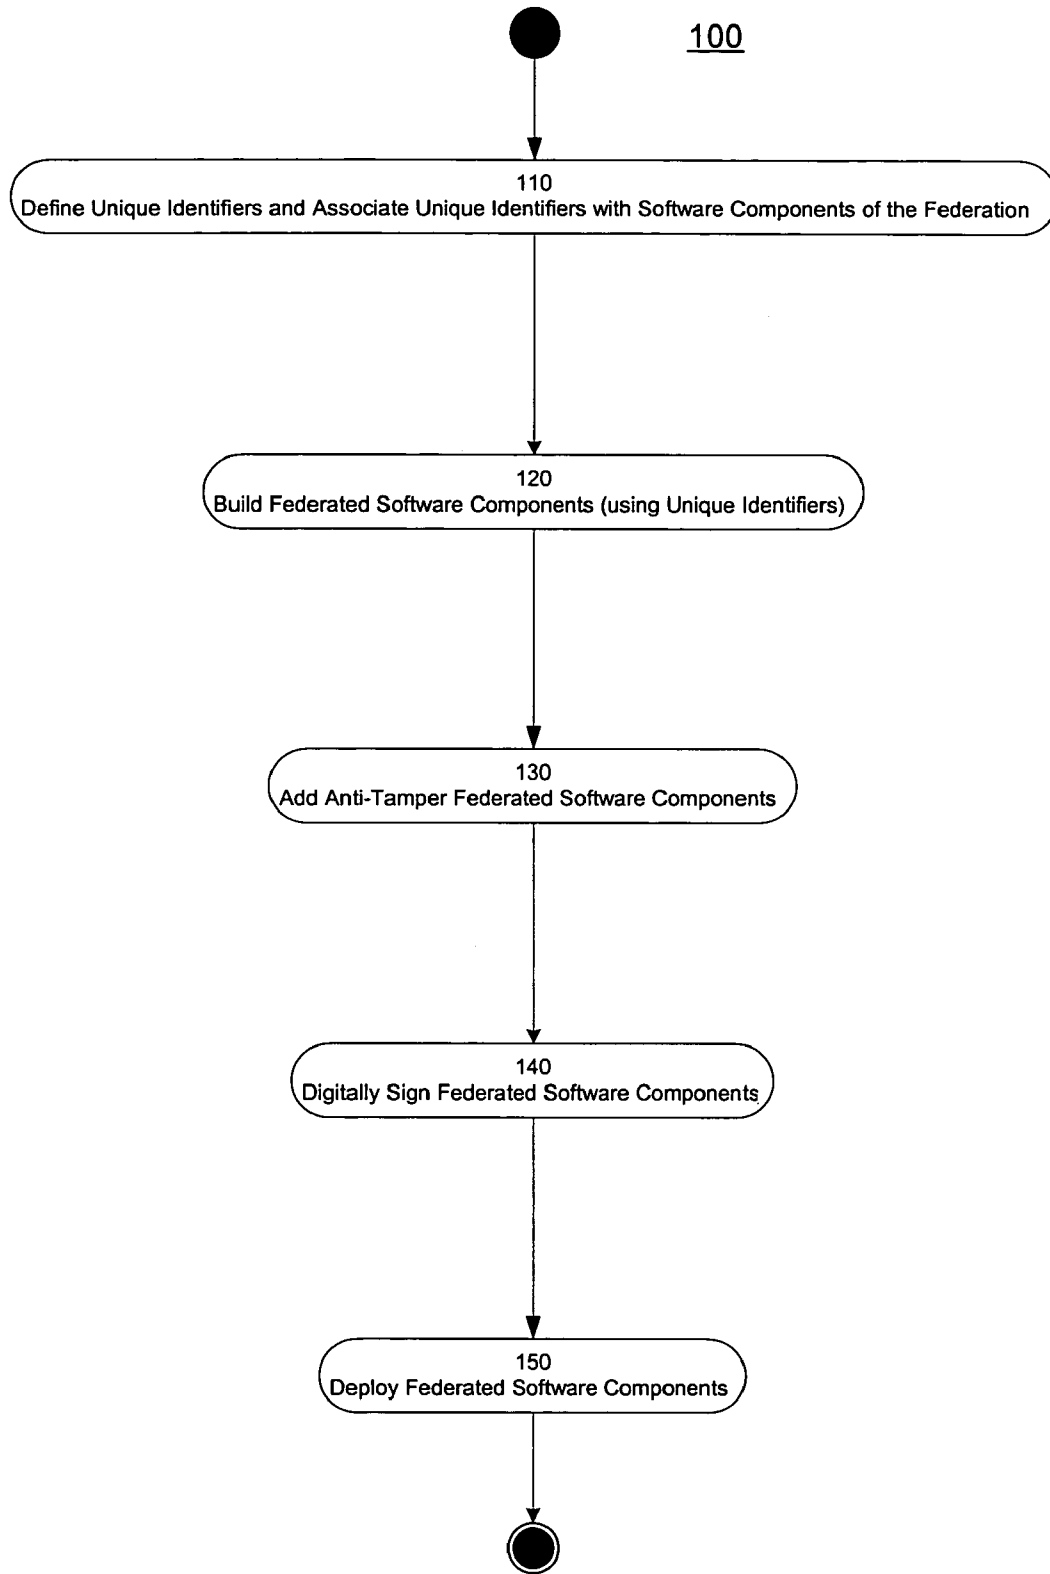 100
110
Define Unique Identifiers and Associate Unique Identifiers with Software Components of the Federation
120
Build Federated Software Components (using Unique Identifiers)
130
Add Anti-Tamper Federated Software Components
140
Digitally Sign Federated Software Components
150
Deploy Federated Software Components